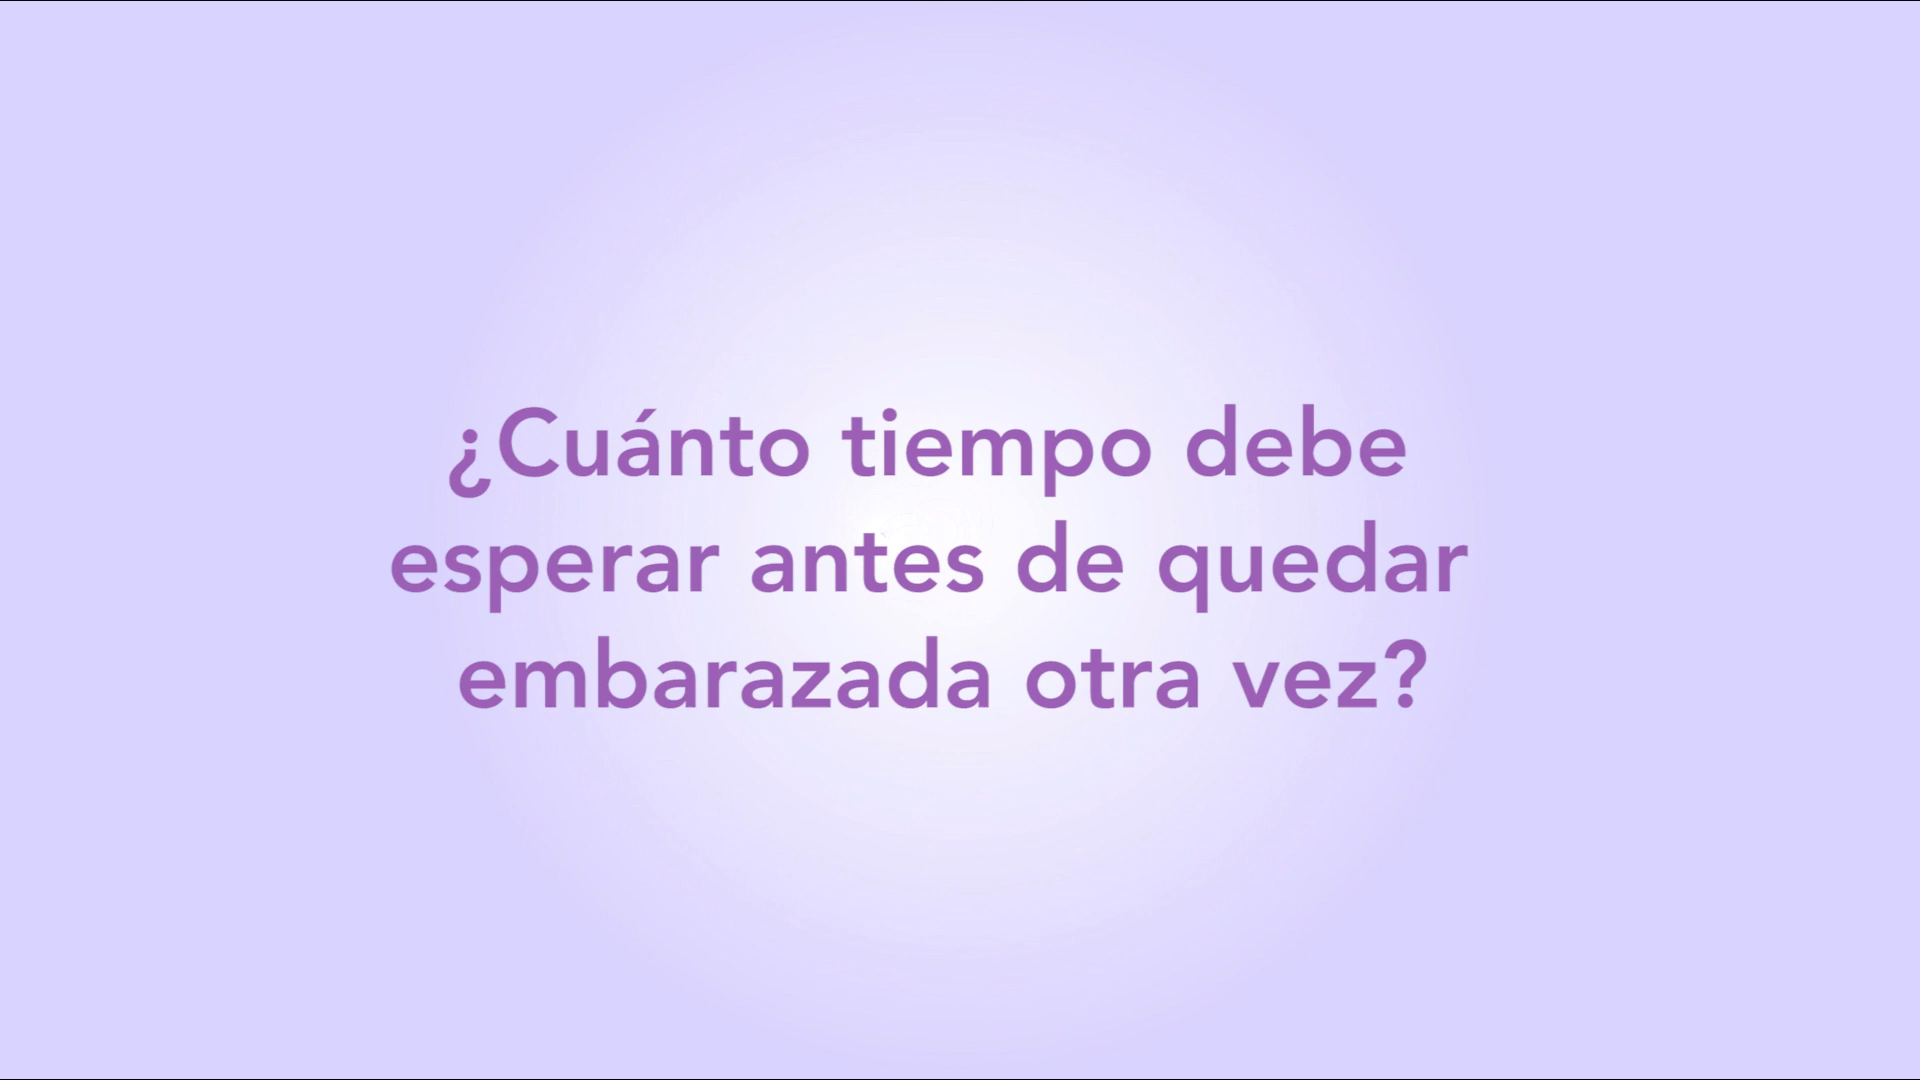 ¿Cuánto tiempo debe
esperar antes de quedar
embarazada otra vez?